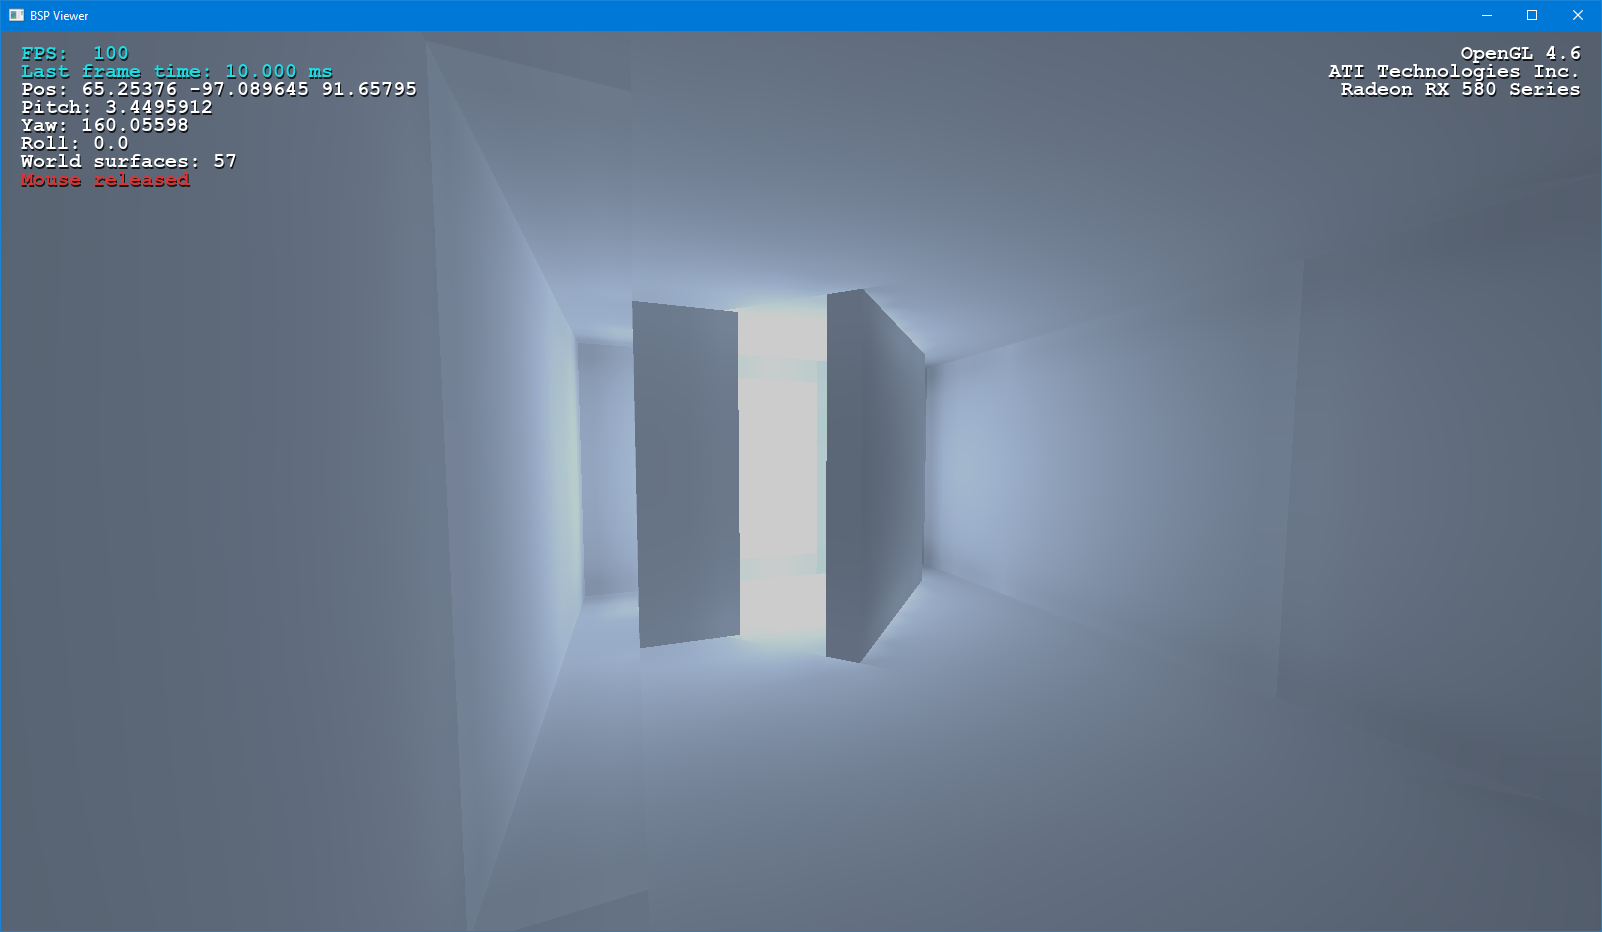 BSP Viewer
FPS:  100
Last frame time: 10.000 ms
Pos: 65.25376 -97.089645 91.65795
Pitch: 3.4495912
Yaw: 160.05598
Roll: 0.0
World surfaces: 57
Mouse released
OpenGL 4.6
ATI Technologies Inc.
Radeon RX 580 Series